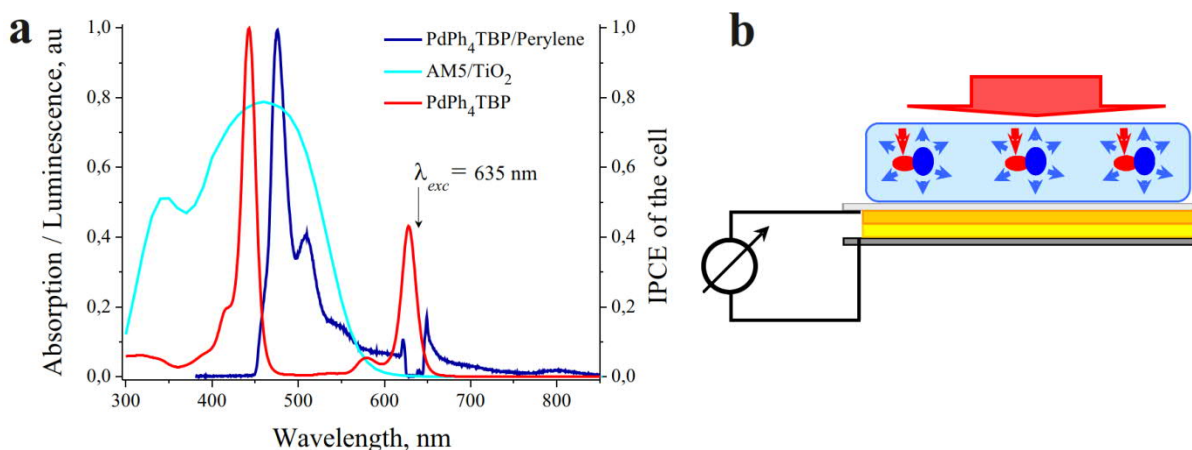 a
b
Absorption / Luminescence, au
1,0
0,8
0,6
0,4
0,2
0,0
PdPh₄TBP/Perylene
AM5/TiO₂
PdPh₄TBP
λexc = 635 nm
1,0
0,8
0,6
0,4
0,2
0,0
IPCE of the cell
300 400 500 600 700 800
Wavelength, nm